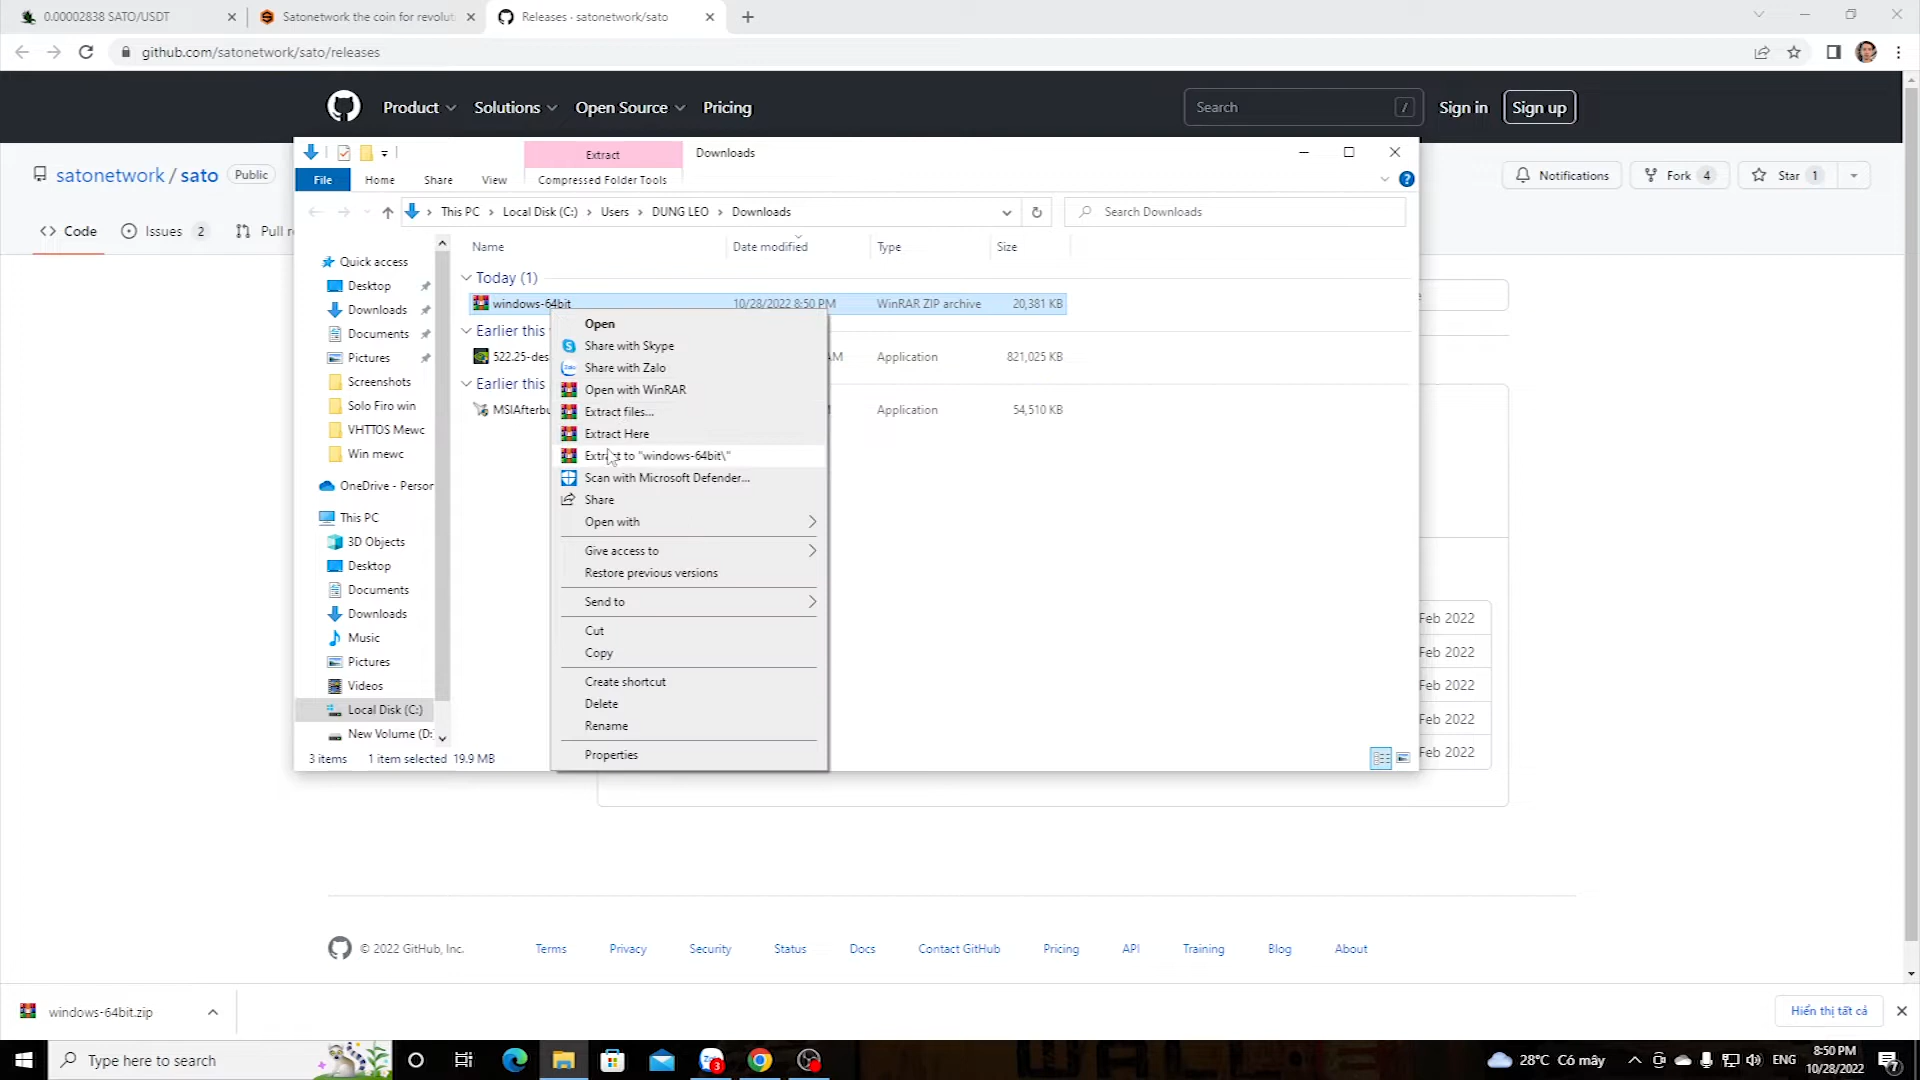 0.00002838 SATO/USDT
Satonetwork the coin for revolut
Releases · satonetwork/sato
github.com/satonetwork/sato/releases
Product
Solutions
Open Source
Pricing
Search
/
Sign in
Sign up
satonetwork / sato
Public
Notifications
Fork 4
Star 1
Code
Issues 2
Pull r
Extract
Downloads
File
Home
Share
View
Compressed Folder Tools
This PC > Local Disk (C:) > Users > DUNG LEO > Downloads
Search Downloads
Name
Date modified
Type
Size
Quick access
Desktop
Downloads
Documents
Pictures
Screenshots
Solo Firo win
VHTTOS Mewc
Win mewc
OneDrive - Person
This PC
3D Objects
Desktop
Documents
Downloads
Music
Pictures
Videos
Local Disk (C:)
New Volume (D:
Today (1)
windows-64bit
10/28/2022 8:50 PM
WinRAR ZIP archive
20,381 KB
Earlier this
522.25-des
AM
Application
821,025 KB
Earlier this
MSIAfterbu
Application
54,510 KB
Open
Share with Skype
Share with Zalo
Open with WinRAR
Extract files...
Extract Here
Extract to "windows-64bit\"
Scan with Microsoft Defender...
Share
Open with
Give access to
Restore previous versions
Send to
Cut
Copy
Create shortcut
Delete
Rename
Properties
3 items
1 item selected 19.9 MB
Feb 2022
Feb 2022
Feb 2022
Feb 2022
Feb 2022
© 2022 GitHub, Inc.
Terms
Privacy
Security
Status
Docs
Contact GitHub
Pricing
API
Training
Blog
About
windows-64bit.zip
Hiển thị tất cả
Type here to search
3
28°C Có mây
ENG
8:50 PM
10/28/2022
7